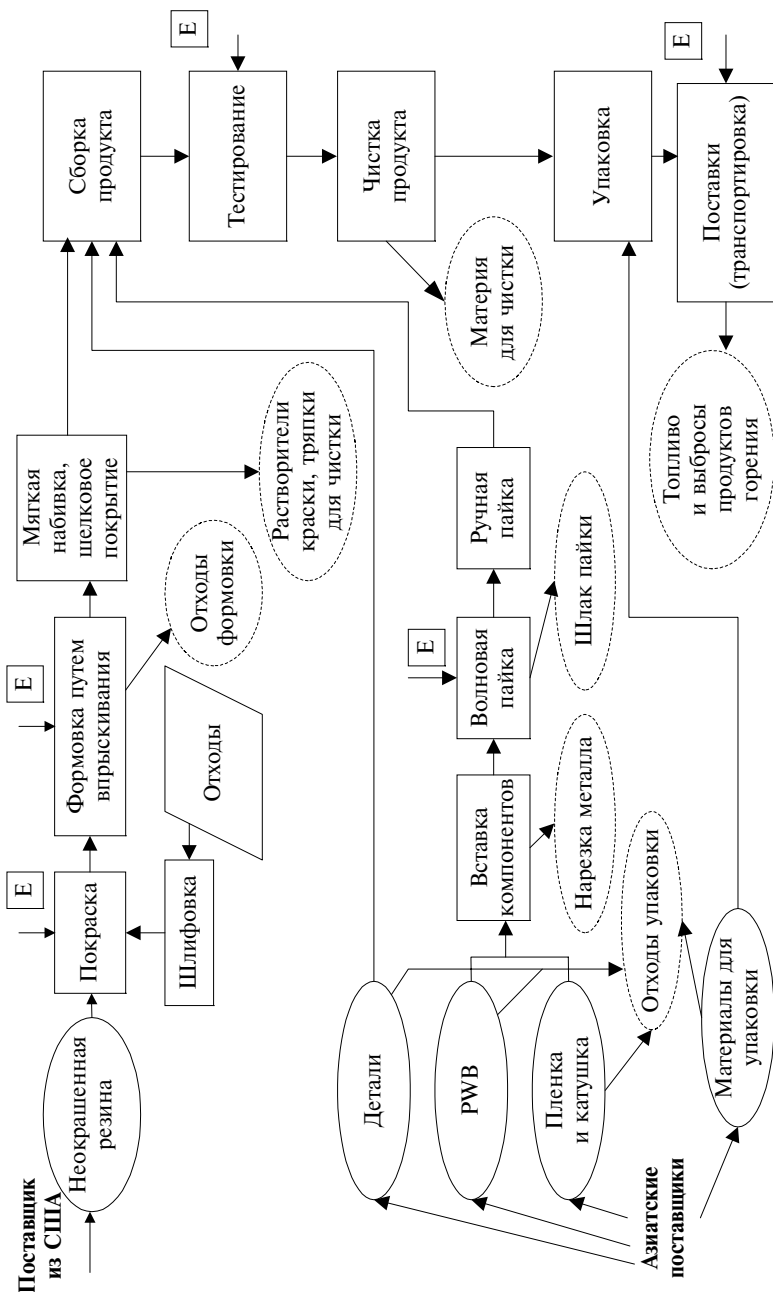 Поставщик
из США
Неокрашенная
резина
Е
Покраска
Шлифовка
Отходы
Е
Формовка путем
впрыскивания
Отходы
формовки
Мягкая
набивка,
шелковое
покрытие
Растворители
краски, тряпки
для чистки
Сборка
продукта
Е
Тестирование
Чистка
продукта
Материя
для чистки
Упаковка
Е
Поставки
(транспортировка)
Топливо
и выбросы
продуктов
горения
Азиатские
поставщики
Детали
PWB
Пленка
и катушка
Материалы для
упаковки
Отходы упаковки
Вставка
компонентов
Нарезка металла
Е
Волновая
пайка
Шлак пайки
Ручная
пайка